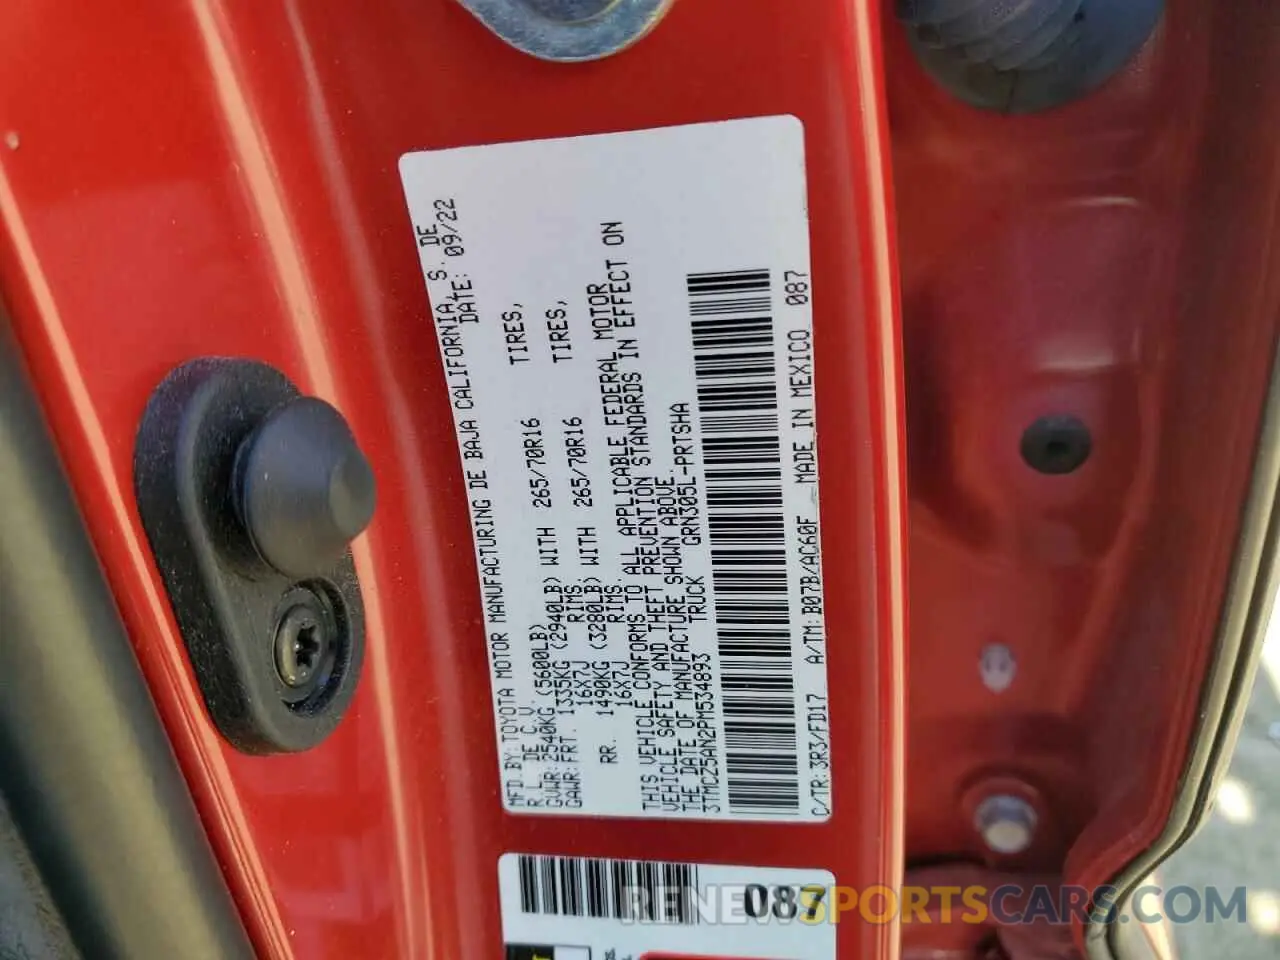 MFD.BY:TOYOTA MOTOR MANUFACTURING DE BAJA CALIFORNIA, S. DE
R.L. DE C.V. DATE: 09/22
GVWR:2540KG (5600LB)
GAWR:FRT. 1335KG (2940LB) WITH 265/70R16 TIRES,
16X7J RIMS.
RR. 1490KG (3280LB) WITH 265/70R16 TIRES,
16X7J RIMS.
THIS VEHICLE CONFORMS TO ALL APPLICABLE FEDERAL MOTOR
VEHICLE SAFETY AND THEFT PREVENTION STANDARDS IN EFFECT ON
THE DATE OF MANUFACTURE SHOWN ABOVE.
3TMCZ5AN2PM534893 TRUCK GRN305L-PRTSHA
C/TR:3R3/FD17 A/TM:B07B/AC60F MADE IN MEXICO 087
087
RENEWSPORTSCARS.COM